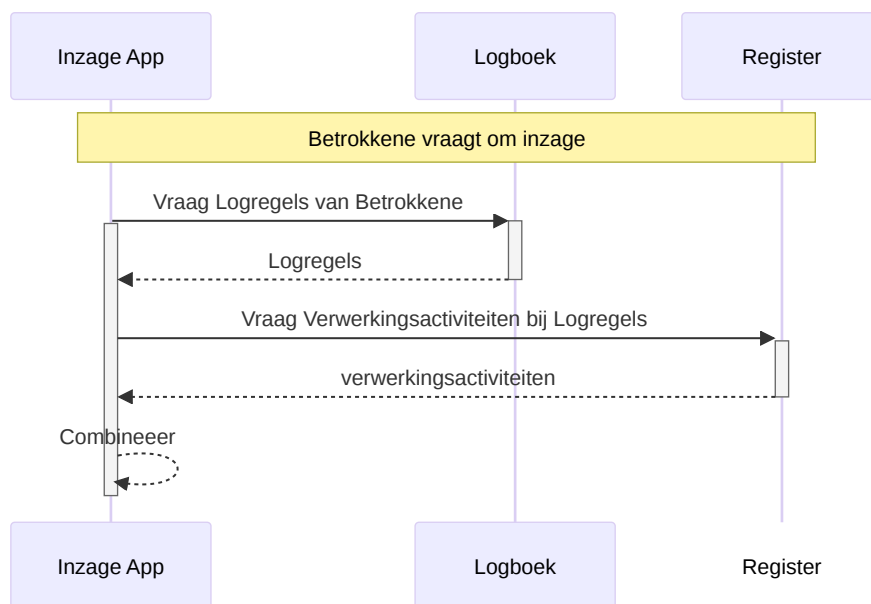 Inzage App
Logboek
Register
Betrokkene vraagt om inzage
Vraag Logregels van Betrokkene
Logregels
Vraag Verwerkingsactiviteiten bij Logregels
verwerkingsactiviteiten
Combineeer
Inzage App
Logboek
Register